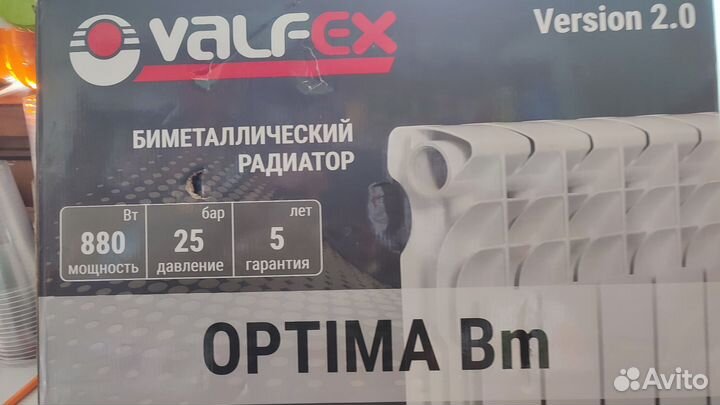 VALFEX
Version 2.0
БИМЕТАЛЛИЧЕСКИЙ
РАДИАТОР
Вт
880
мощность
бар
25
давление
лет
5
гарантия
OPTIMA Bm
Avito